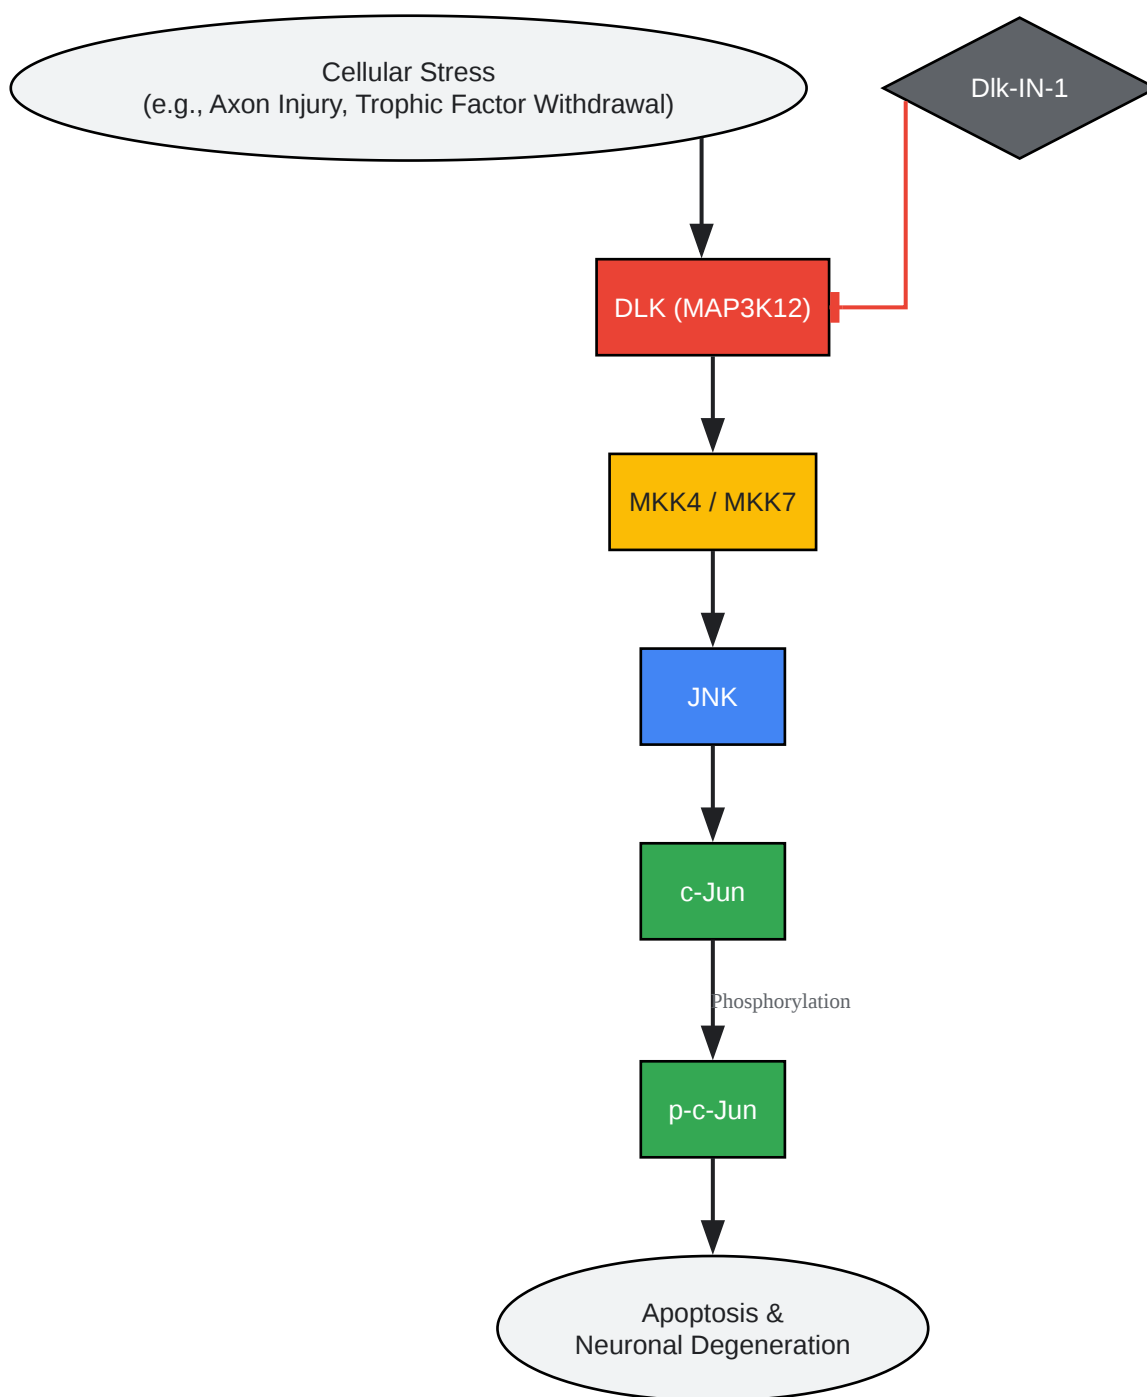 Cellular Stress
(e.g., Axon Injury, Trophic Factor Withdrawal)
Dlk-IN-1
DLK (MAP3K12)
MKK4 / MKK7
JNK
c-Jun
Phosphorylation
p-c-Jun
Apoptosis &
Neuronal Degeneration